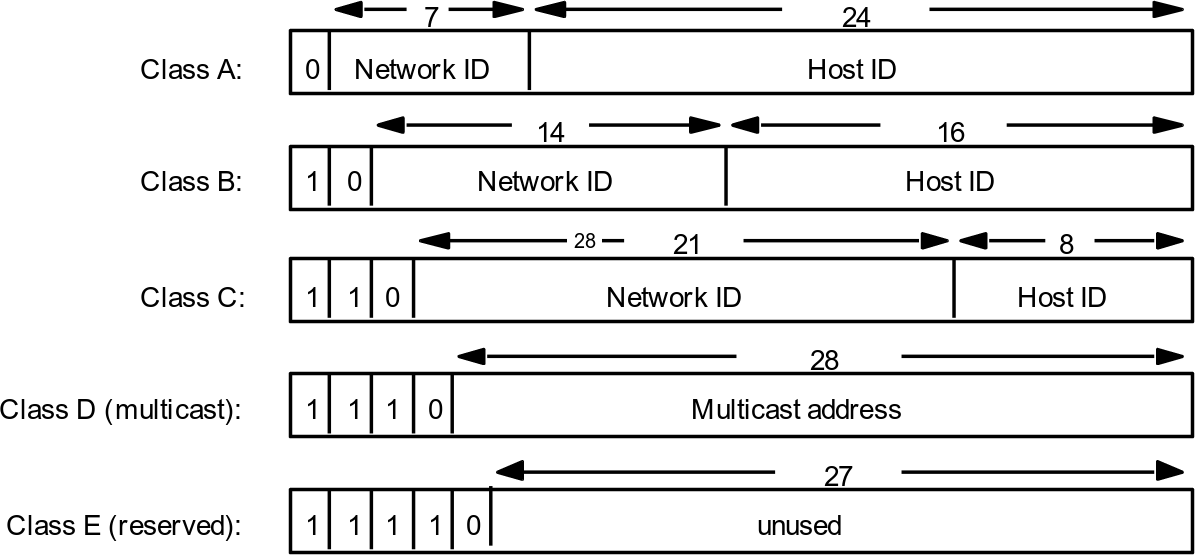 7 24
Class A: 0 Network ID Host ID
14 16
Class B: 1 0 Network ID Host ID
28 21 8
Class C: 1 1 0 Network ID Host ID
28
Class D (multicast): 1 1 1 0 Multicast address
27
Class E (reserved): 1 1 1 1 0 unused